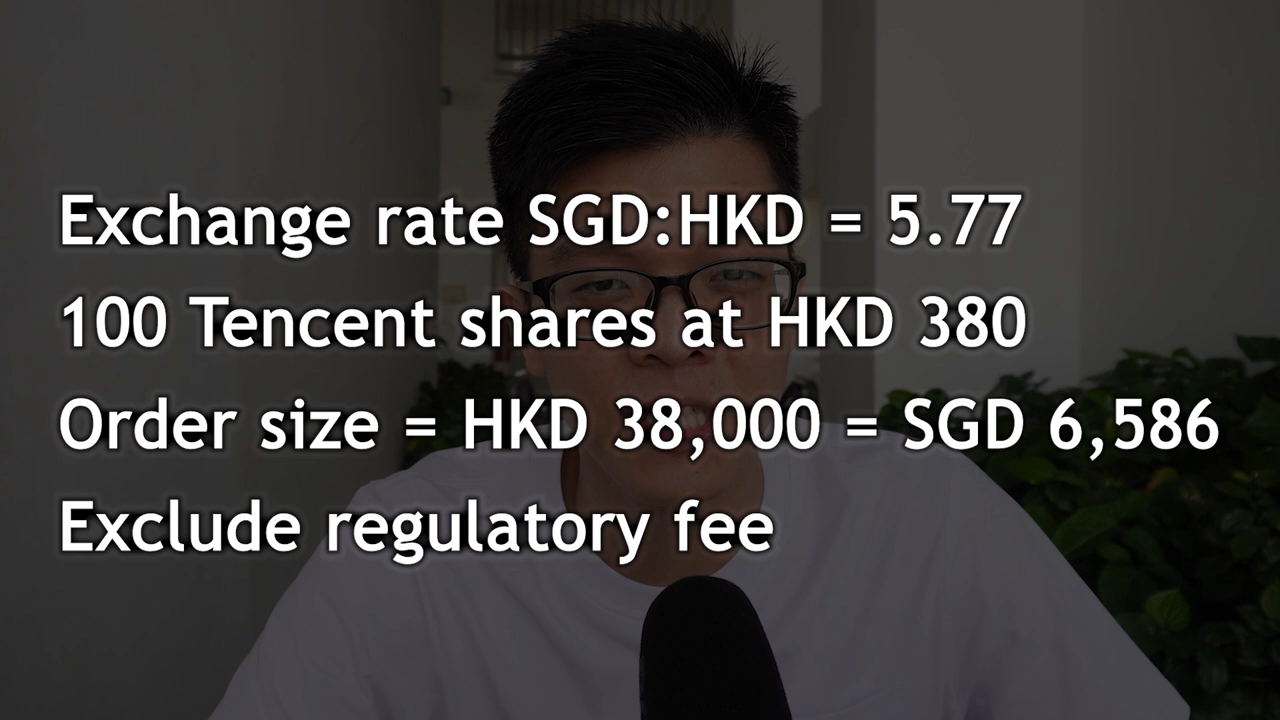 Exchange rate SGD:HKD = 5.77
100 Tencent shares at HKD 380
Order size = HKD 38,000 = SGD 6,586
Exclude regulatory fee